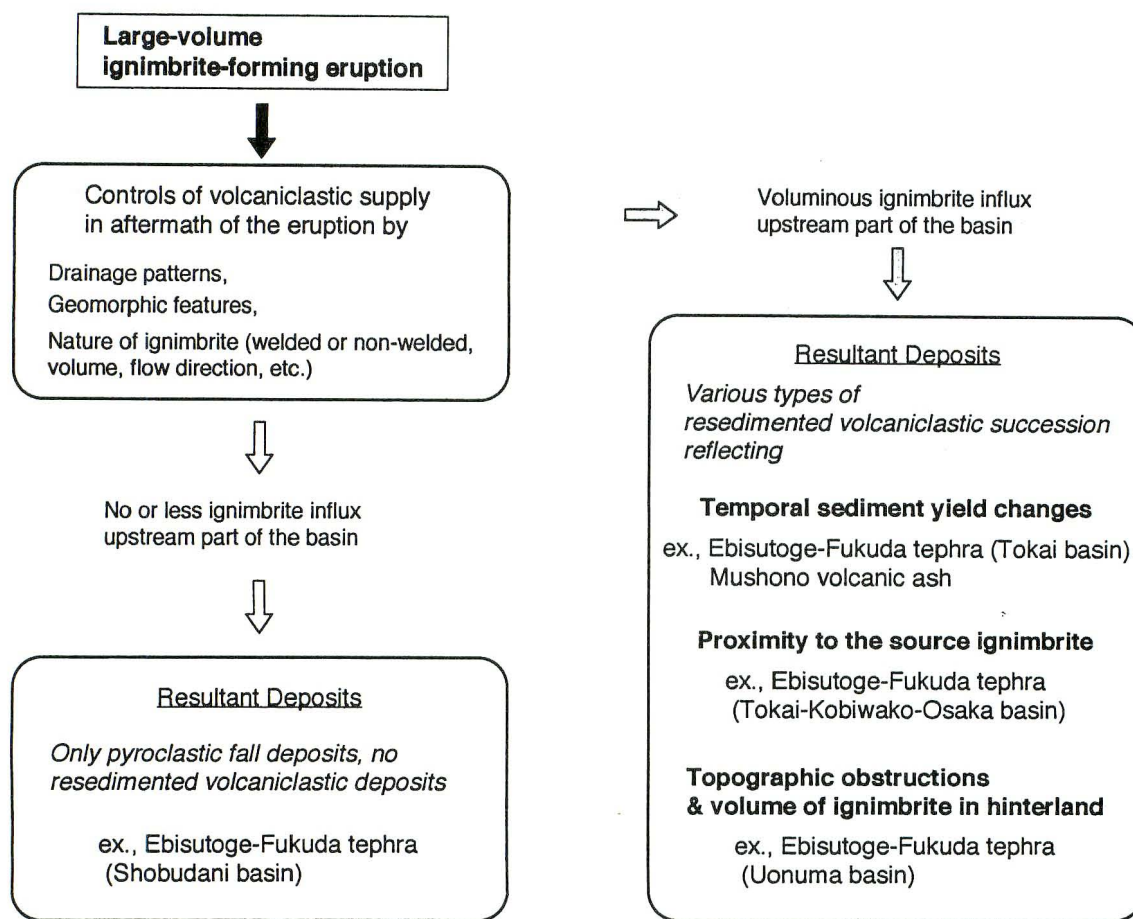 Large-volume
ignimbrite-forming eruption
Controls of volcaniclastic supply
in aftermath of the eruption by
Drainage patterns,
Geomorphic features,
Nature of ignimbrite (welded or non-welded,
volume, flow direction, etc.)
No or less ignimbrite influx
upstream part of the basin
Resultant Deposits
Only pyroclastic fall deposits, no
resedimented volcaniclastic deposits
ex., Ebisutoge-Fukuda tephra
(Shobudani basin)
Voluminous ignimbrite influx
upstream part of the basin
Resultant Deposits
Various types of
resedimented volcaniclastic succession
reflecting
Temporal sediment yield changes
ex., Ebisutoge-Fukuda tephra (Tokai basin)
Mushono volcanic ash
Proximity to the source ignimbrite
ex., Ebisutoge-Fukuda tephra
(Tokai-Kobiwako-Osaka basin)
Topographic obstructions
& volume of ignimbrite in hinterland
ex., Ebisutoge-Fukuda tephra
(Uonuma basin)